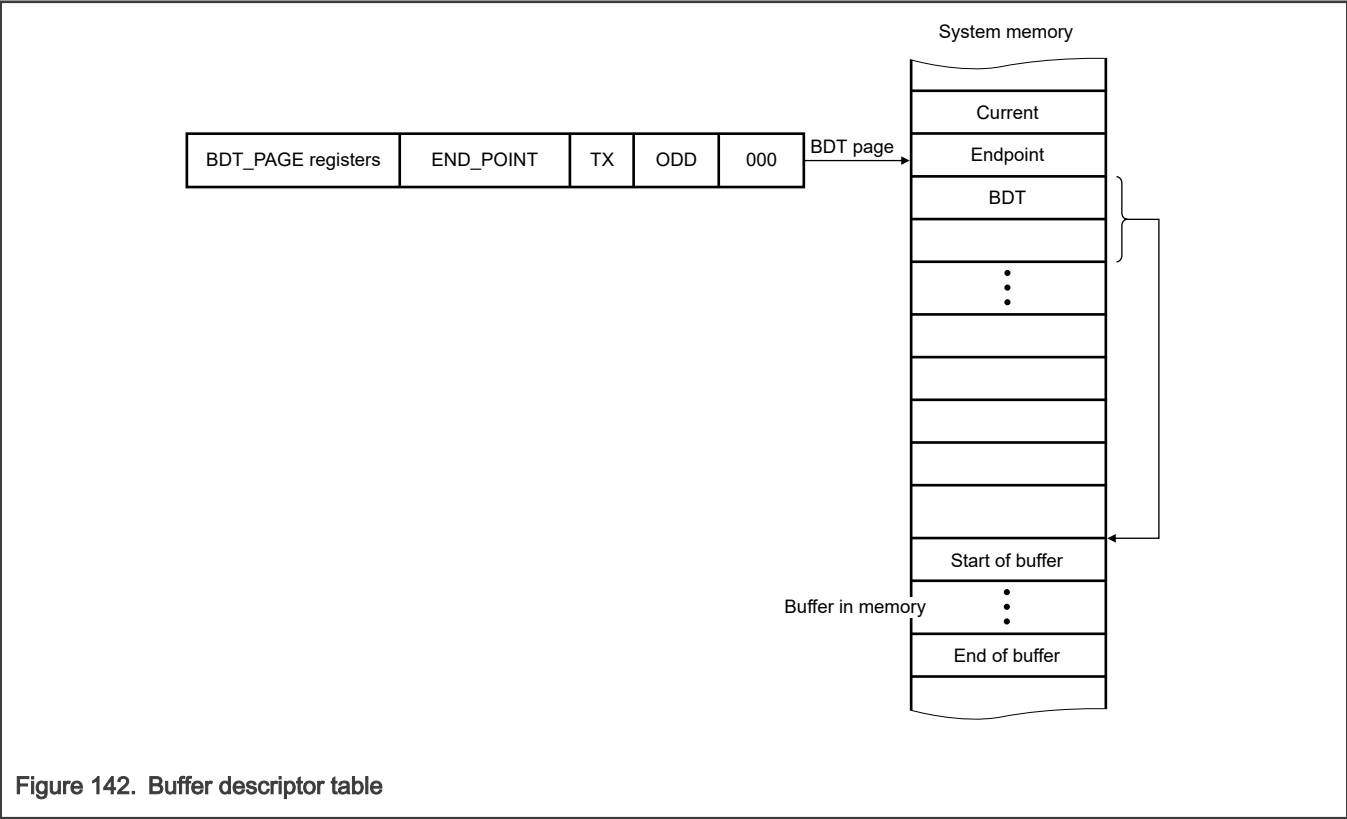 System memory
Current
BDT_PAGE registers END_POINT TX ODD 000 BDT page Endpoint
BDT
Start of buffer
Buffer in memory
End of buffer
Figure 142. Buffer descriptor table